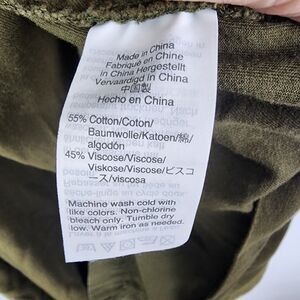 Made in China
Fabriqué en Chine
in China Hergestellt
Vervaardigd in China
中国製
Hecho en China
55% Cotton/Coton/
Baumwolle/Katoen/綿/
algodón
45% Viscose/Viscose/
Viskose/Viscose/ビスコ
ース/viscosa
Machine wash cold with
like colors. Non-chlorine
bleach only. Tumble dry
low. Warm iron as needed.